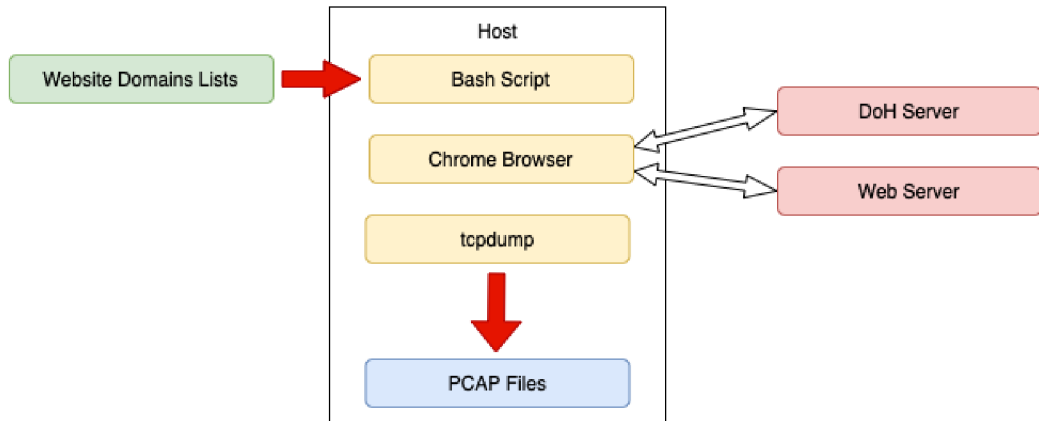 Host
Website Domains Lists
Bash Script
DoH Server
Chrome Browser
Web Server
tcpdump
PCAP Files